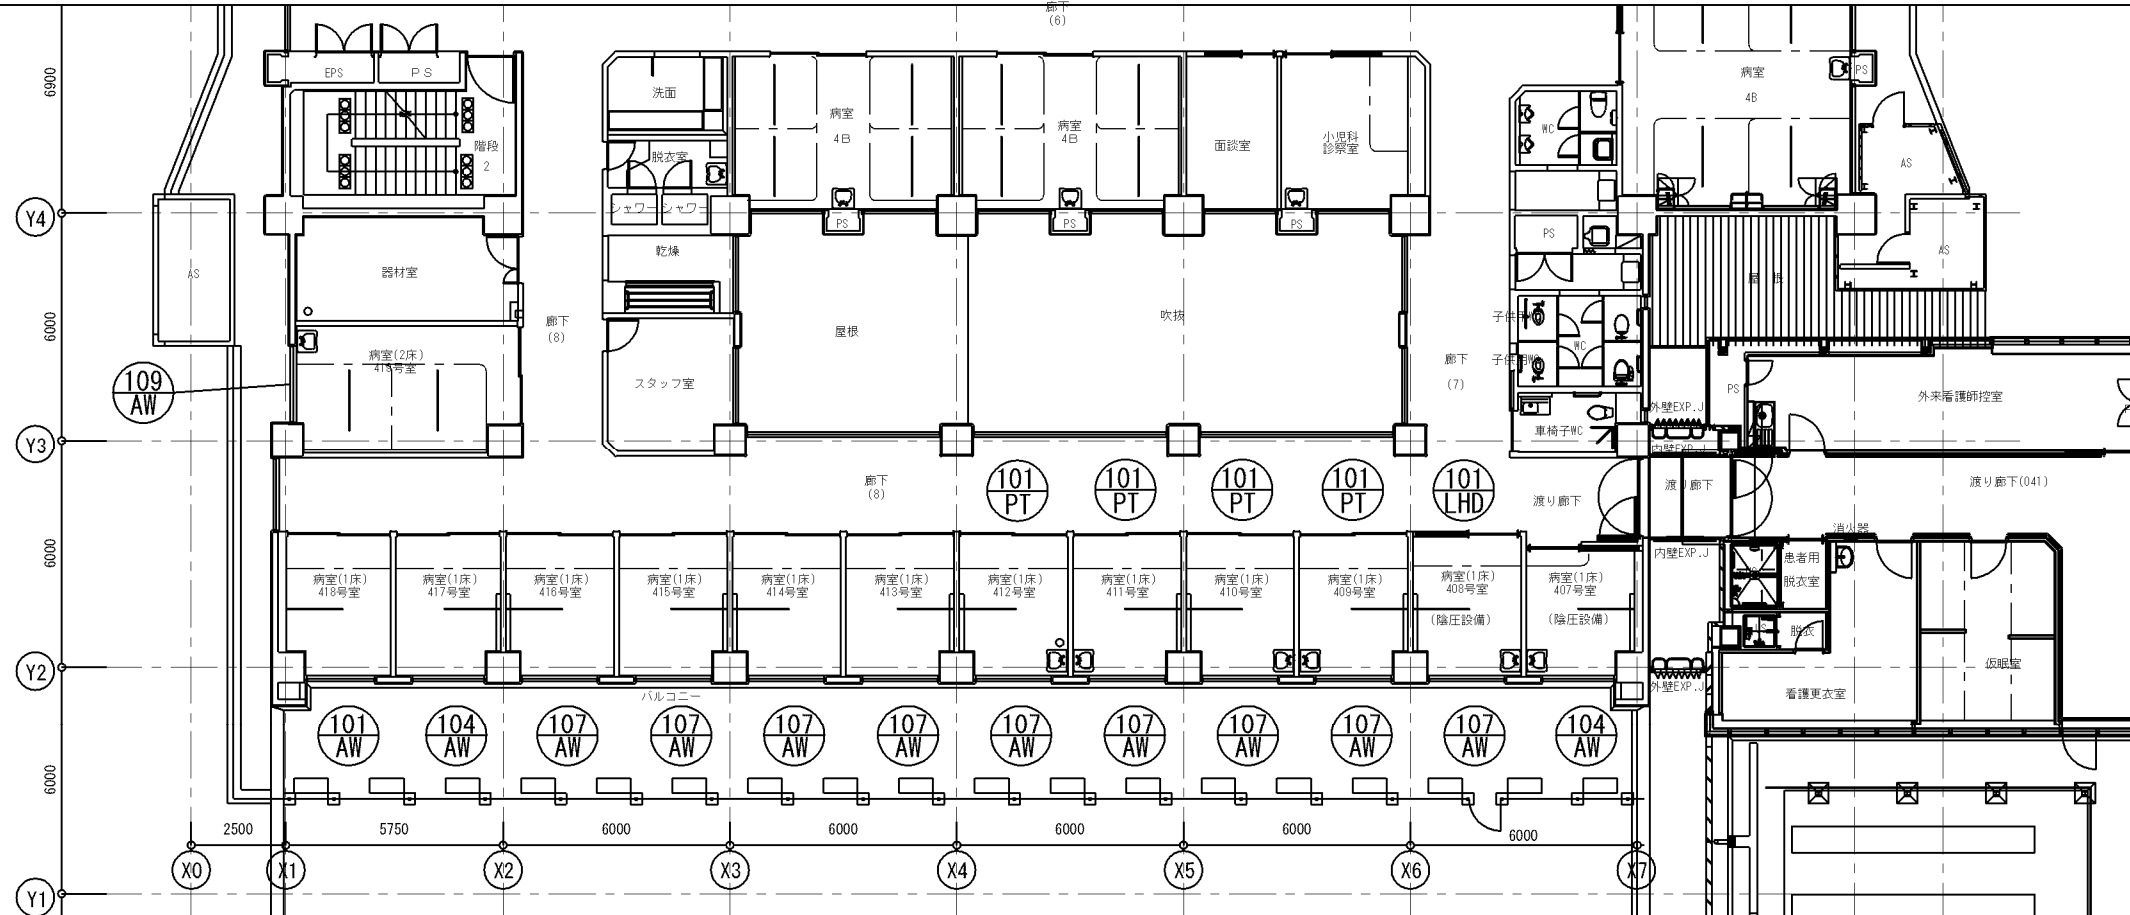 廊下
(6)
6900
EPS
PS
洗面
病室
4B
病室
4B
面談室
小児科
診察室
WC
病室
4B
PS
階段
2
脱衣室
AS
Y4
シャワー
シャワー
PS
PS
PS
PS
AS
AS
器材室
乾燥
屋根
6000
廊下
(8)
屋根
吹抜
子供用WC
WC
子供用WC
廊下
(7)
病室(2床)
419号室
スタッフ室
PS
外来看護師控室
109
AW
外壁EXP.J
車椅子WC
内壁EXP.J
Y3
廊下
(8)
101
PT
101
PT
101
PT
101
PT
101
LHD
渡り廊下
渡り廊下
渡り廊下(041)
消火器
6000
内壁EXP.J
患者用
脱衣室
病室(1床)
418号室
病室(1床)
417号室
病室(1床)
416号室
病室(1床)
415号室
病室(1床)
414号室
病室(1床)
413号室
病室(1床)
412号室
病室(1床)
411号室
病室(1床)
410号室
病室(1床)
409号室
病室(1床)
408号室
(陰圧設備)
病室(1床)
407号室
(陰圧設備)
脱衣
仮眠室
Y2
バルコニー
外壁EXP.J
看護更衣室
101
AW
104
AW
107
AW
107
AW
107
AW
107
AW
107
AW
107
AW
107
AW
107
AW
107
AW
104
AW
6000
2500
5750
6000
6000
6000
6000
6000
X0
X1
X2
X3
X4
X5
X6
X7
Y1